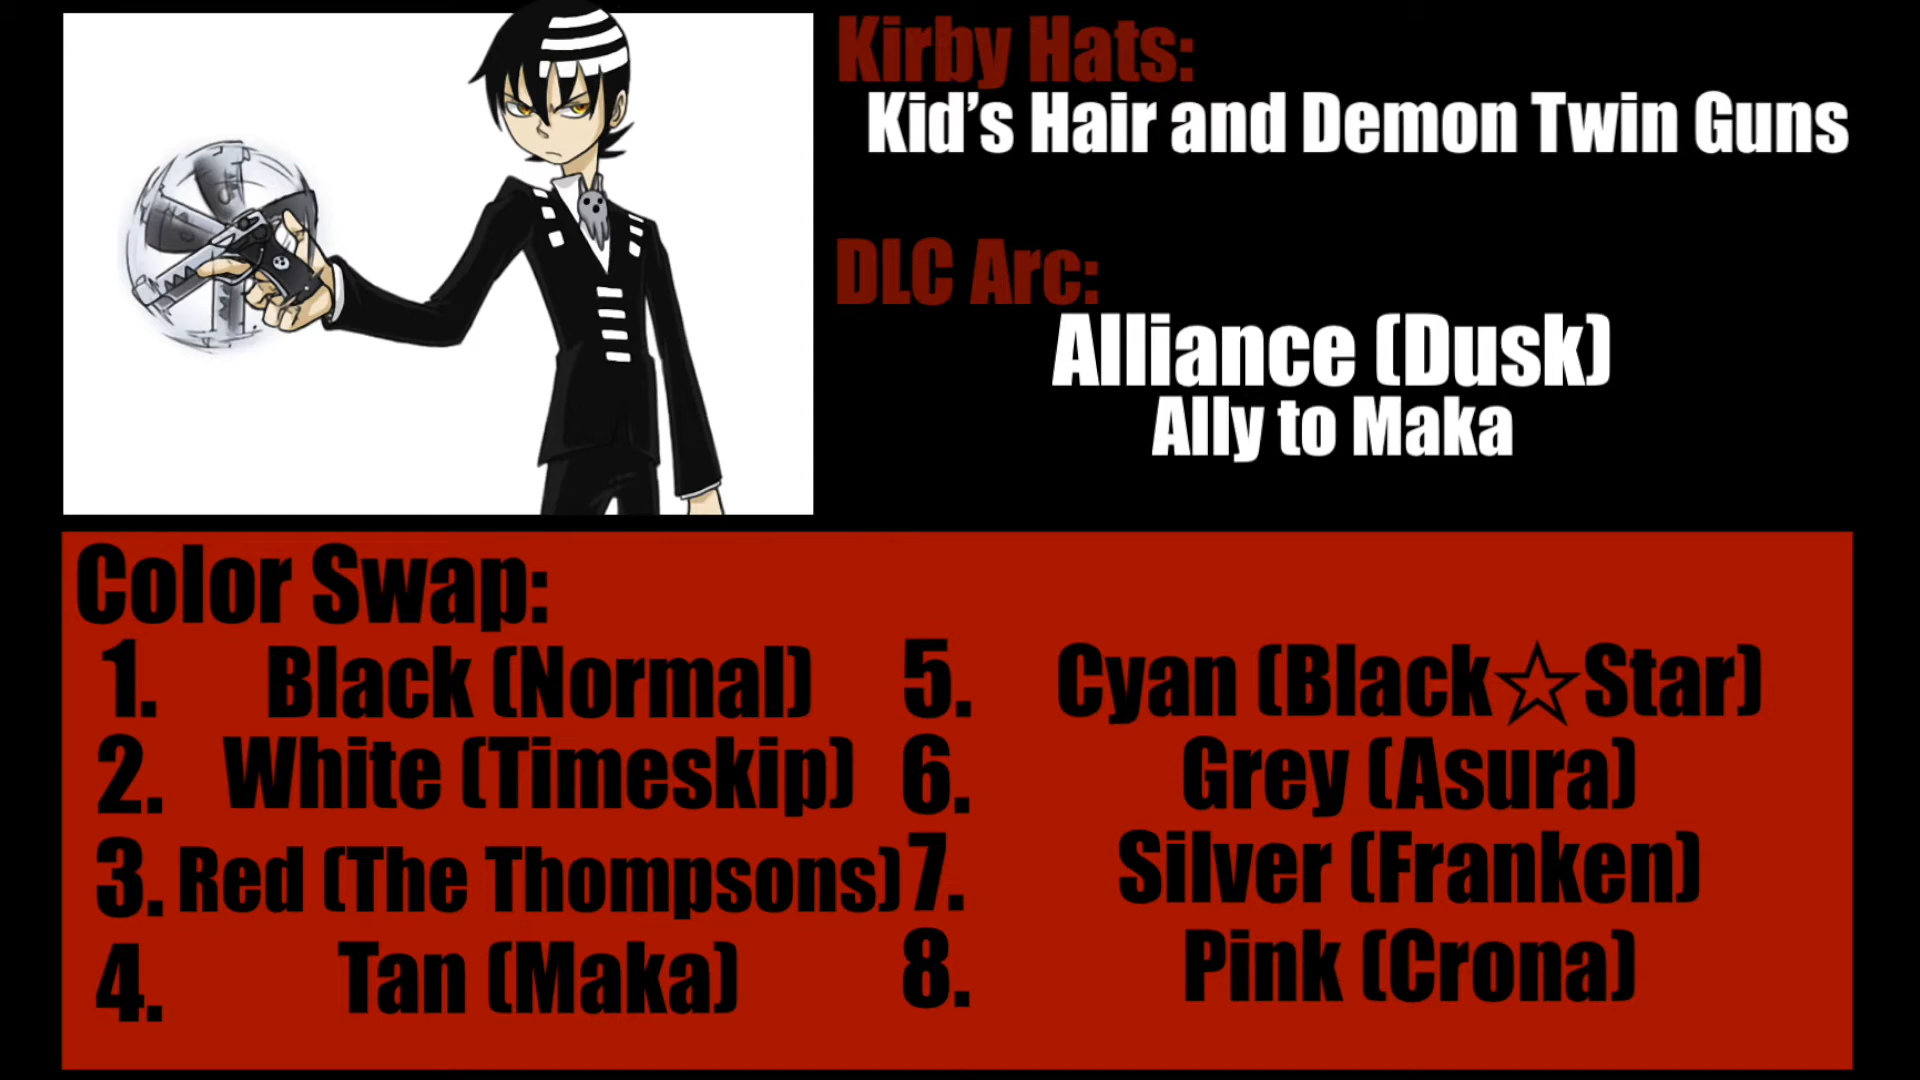 Kirby Hats:
Kid’s Hair and Demon Twin Guns
DLC Arc:
Alliance (Dusk)
Ally to Maka
Color Swap:
1. Black (Normal)
2. White (Timeskip)
3. Red (The Thompsons)
4. Tan (Maka)
5. Cyan (Black☆Star)
6. Grey (Asura)
7. Silver (Franken)
8. Pink (Crona)